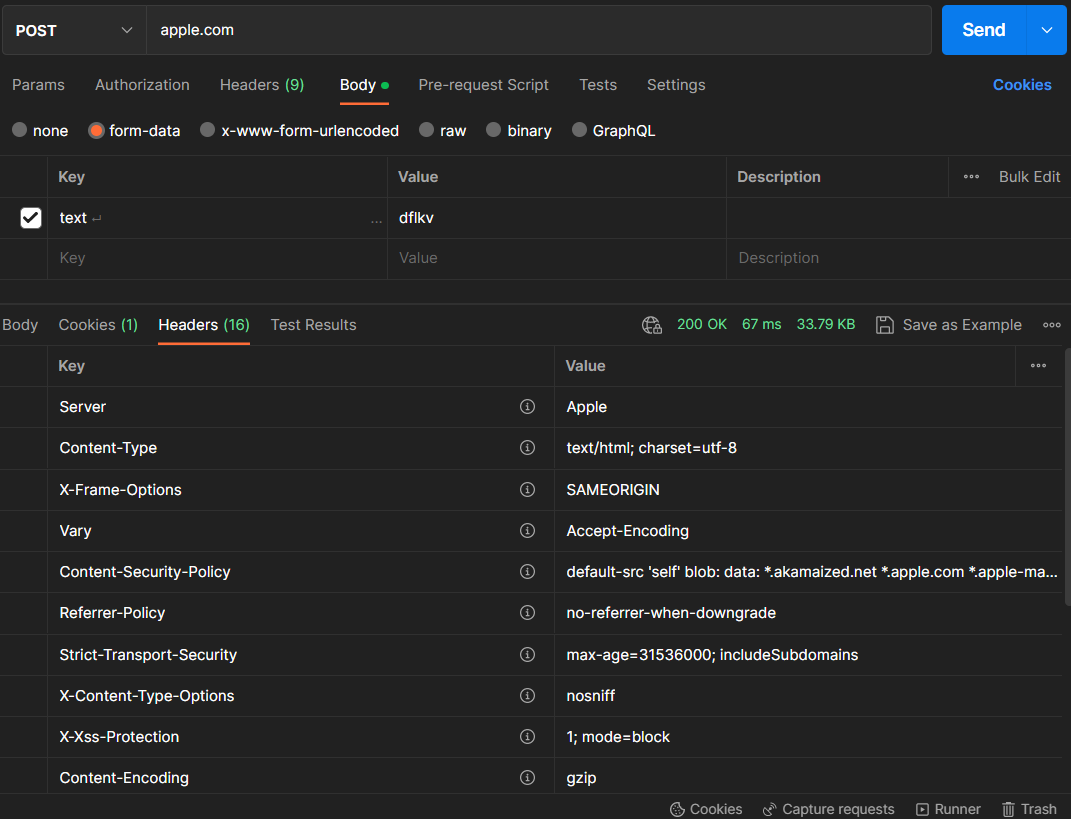 POST apple.com Send
Params Authorization Headers (9) Body Pre-request Script Tests Settings Cookies
none form-data x-www-form-urlencoded raw binary GraphQL
Key Value Description ••• Bulk Edit
text ↵ ... dflkv
Key Value Description
Body Cookies (1) Headers (16) Test Results 200 OK 67 ms 33.79 KB Save as Example
Key Value
Server Apple
Content-Type text/html; charset=utf-8
X-Frame-Options SAMEORIGIN
Vary Accept-Encoding
Content-Security-Policy default-src 'self' blob: data: *.akamaized.net *.apple.com *.apple-ma...
Referrer-Policy no-referrer-when-downgrade
Strict-Transport-Security max-age=31536000; includeSubdomains
X-Content-Type-Options nosniff
X-Xss-Protection 1; mode=block
Content-Encoding gzip
Cookies Capture requests Runner Trash